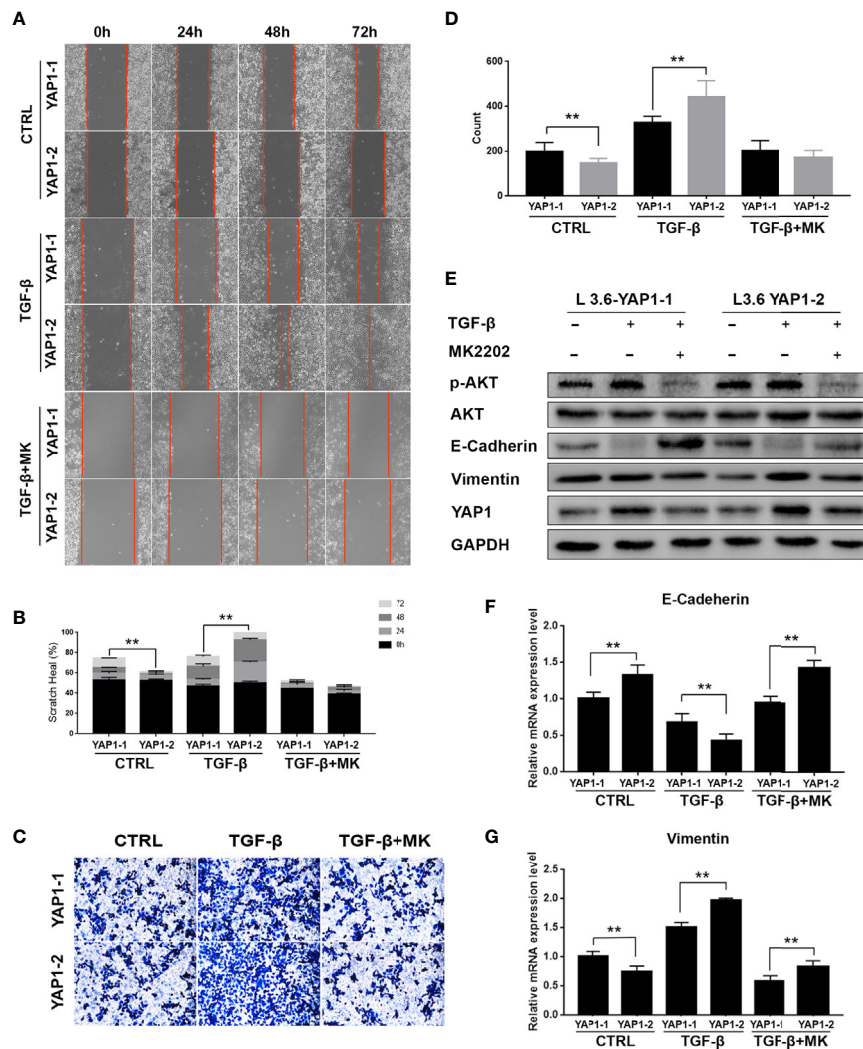 A
0h 24h 48h 72h
CTRL
YAP1-1
YAP1-2
TGF-β
YAP1-1
YAP1-2
TGF-β+MK
YAP1-1
YAP1-2
B
Scratch Heal (%)
100
80
60
40
20
0
72
48
24
0h
**
**
YAP1-1 YAP1-2 YAP1-1 YAP1-2 YAP1-1 YAP1-2
CTRL TGF-β TGF-β+MK
C
CTRL TGF-β TGF-β+MK
YAP1-1
YAP1-2
D
Count
600
400
200
0
**
**
YAP1-1 YAP1-2 YAP1-1 YAP1-2 YAP1-1 YAP1-2
CTRL TGF-β TGF-β+MK
E
L 3.6-YAP1-1 L3.6 YAP1-2
TGF-β – + + – + +
MK2202 – – + – – +
p-AKT
AKT
E-Cadherin
Vimentin
YAP1
GAPDH
F
E-Cadeherin
Relative mRNA expression level
2.0
1.5
1.0
0.5
0.0
**
**
**
YAP1-1 YAP1-2 YAP1-1 YAP1-2 YAP1-1 YAP1-2
CTRL TGF-β TGF-β+MK
G
Vimentin
Relative mRNA expression level
2.5
2.0
1.5
1.0
0.5
0.0
**
**
**
YAP1-1 YAP1-2 YAP1-1 YAP1-2 YAP1-I YAP1-2
CTRL TGF-β TGF-β+MK